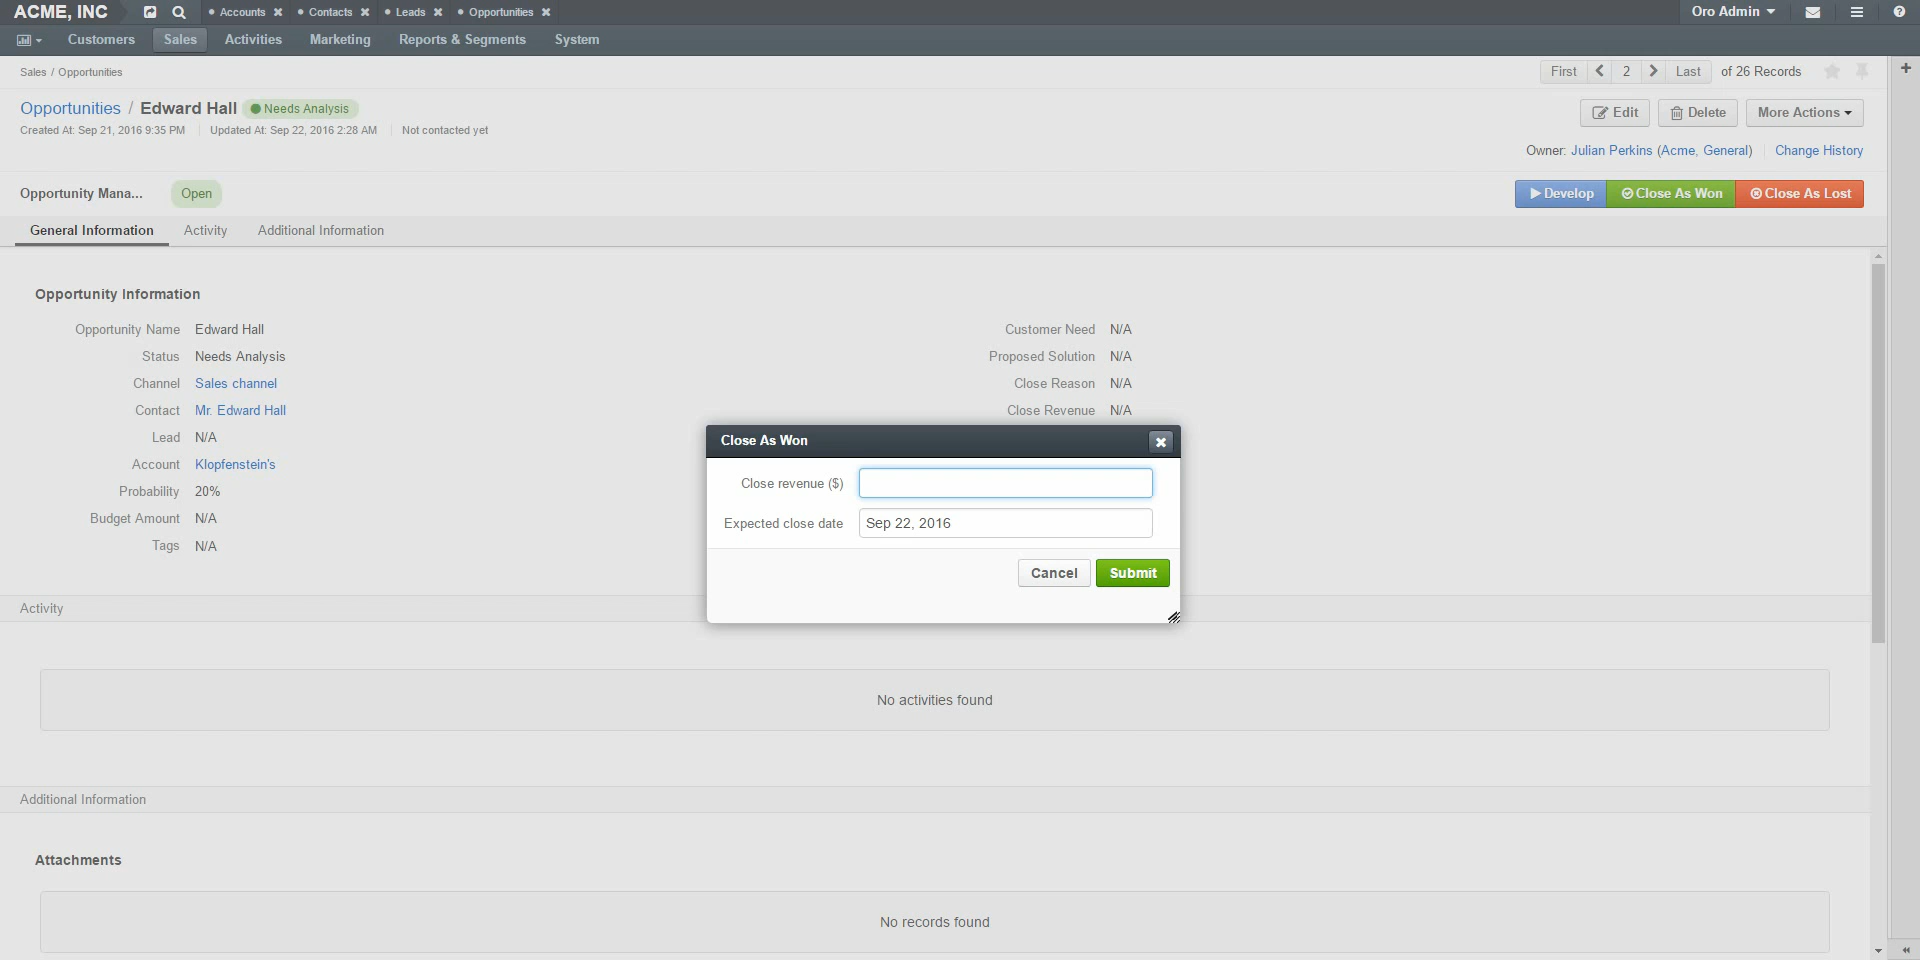 ACME, INC Accounts Contacts Leads Opportunities Oro Admin
Customers Sales Activities Marketing Reports & Segments System
Sales / Opportunities First 2 Last of 26 Records
Opportunities / Edward Hall Needs Analysis Edit Delete More Actions
Created At: Sep 21, 2016 9:35 PM Updated At: Sep 22, 2016 2:28 AM Not contacted yet
Owner: Julian Perkins (Acme, General) Change History
Opportunity Mana... Open Develop Close As Won Close As Lost
General Information Activity Additional Information
Opportunity Information
Opportunity Name Edward Hall Customer Need N/A
Status Needs Analysis Proposed Solution N/A
Channel Sales channel Close Reason N/A
Contact Mr. Edward Hall Close Revenue N/A
Lead N/A
Account Klopfenstein's
Probability 20%
Budget Amount N/A
Tags N/A
Close As Won
Close revenue ($)
Expected close date Sep 22, 2016
Cancel Submit
Activity
No activities found
Additional Information
Attachments
No records found